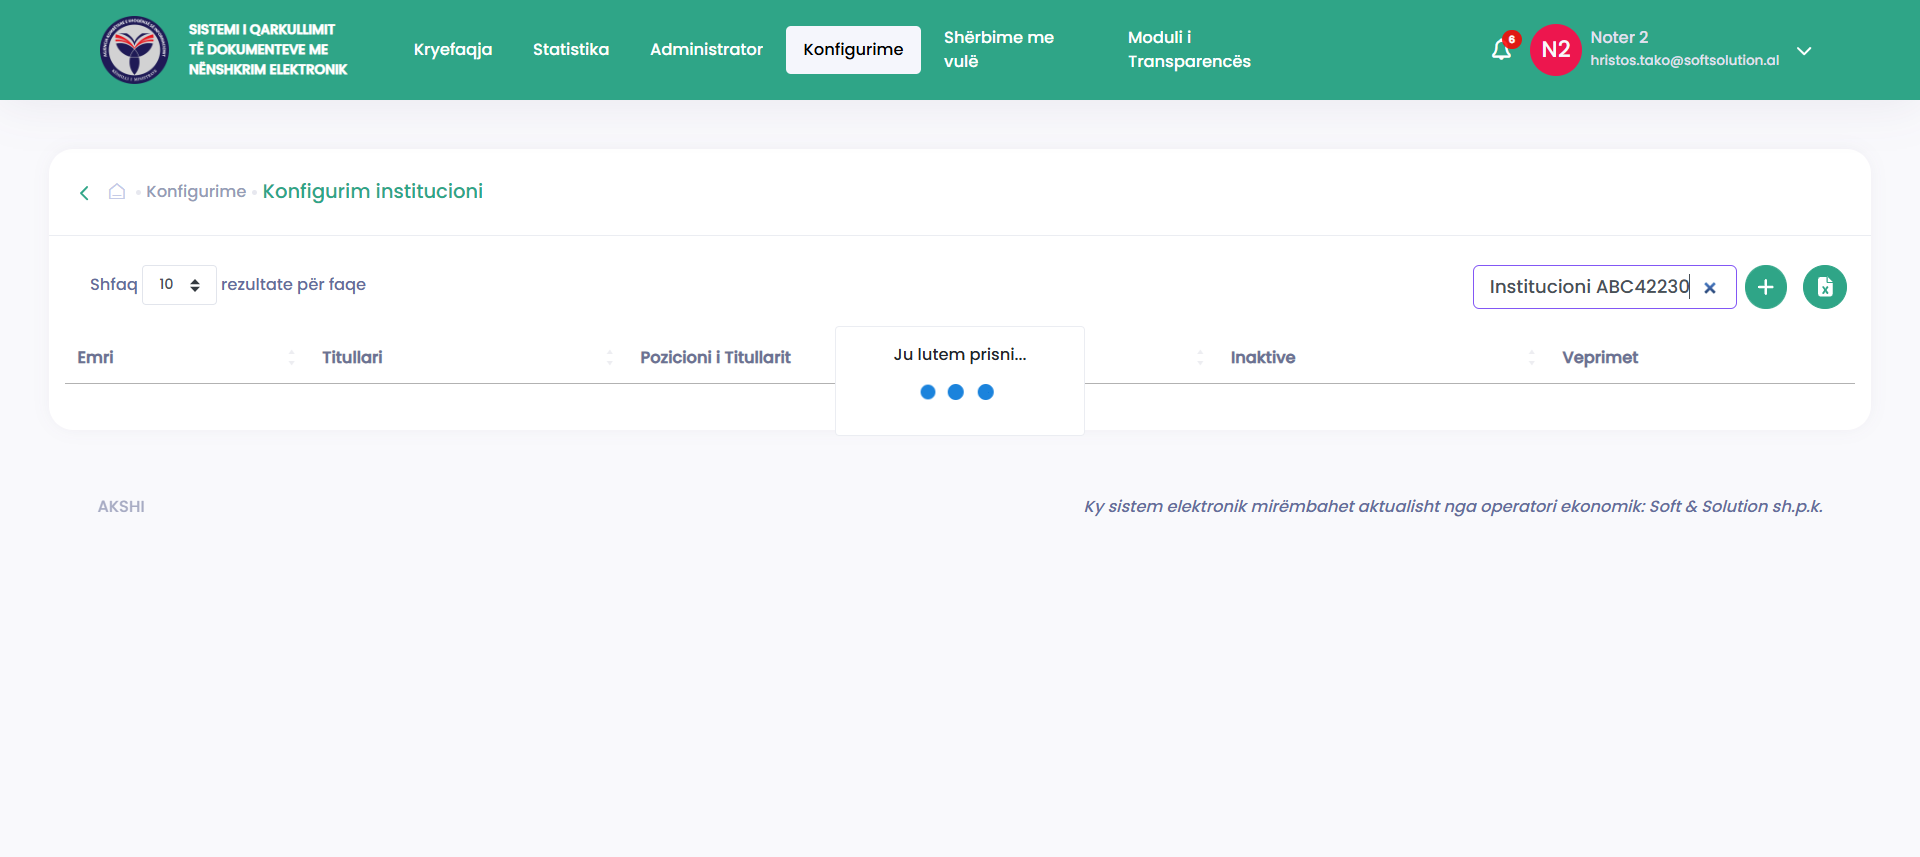 SISTEMI I QARKULLIMIT
TË DOKUMENTEVE ME
NËNSHKRIM ELEKTRONIK
Kryefaqja
Statistika
Administrator
Konfigurime
Shërbime me
vulë
Moduli i
Transparencës
6
N2
Noter 2
hristos.tako@softsolution.al
Konfigurime
Konfigurim institucioni
Shfaq 10 rezultate për faqe
Institucioni ABC42230
Emri
Titullari
Pozicioni i Titullarit
Inaktive
Veprimet
Ju lutem prisni...
AKSHI
Ky sistem elektronik mirëmbahet aktualisht nga operatori ekonomik: Soft & Solution sh.p.k.